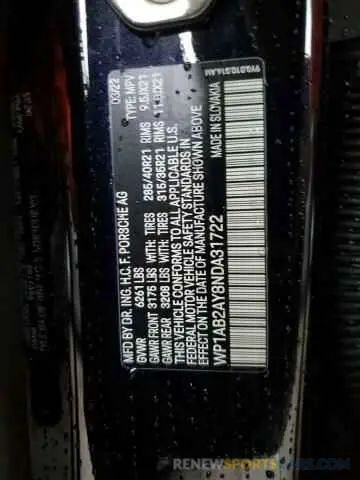 MFD BY DR. ING. H.C. F. PORSCHE AG 03/22
GVWR 6261 LBS TYPE: MPV
GAWR FRONT 3175 LBS WITH TIRES 285/40R21 RIMS 9.5JX21
GAWR REAR 3208 LBS WITH TIRES 315/35R21 RIMS
THIS VEHICLE CONFORMS TO ALL APPLICABLE U.S.
FEDERAL MOTOR VEHICLE SAFETY STANDARDS IN
EFFECT ON THE DATE OF MANUFACTURE SHOWN ABOVE
WP1AB2AY8NDA31722 MADE IN SLOVAKIA
RENEW OLDER VEHICLES.COM